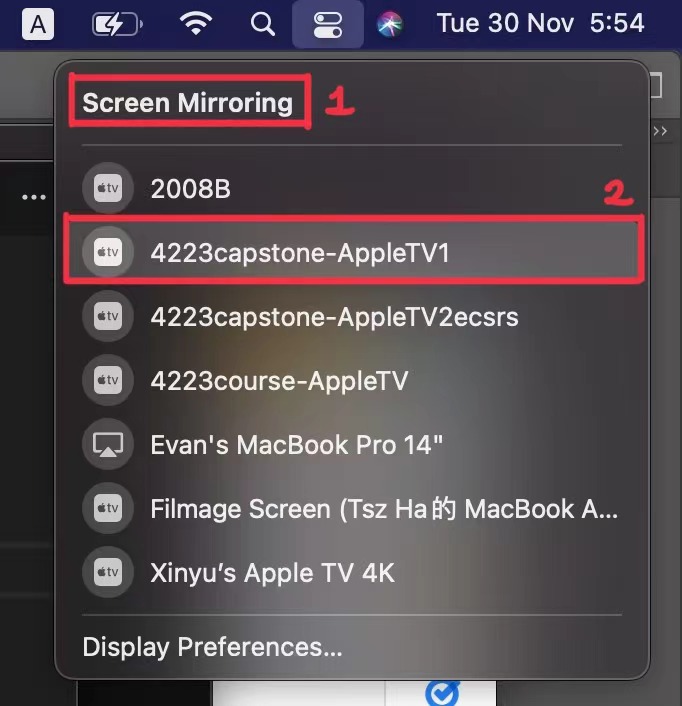 A Tue 30 Nov 5:54
Screen Mirroring 1
tv 2008B 2
tv 4223capstone-AppleTV1
tv 4223capstone-AppleTV2ecsrs
tv 4223course-AppleTV
Evan's MacBook Pro 14"
tv Filmage Screen (Tsz Ha的 MacBook A...
tv Xinyu’s Apple TV 4K
Display Preferences...